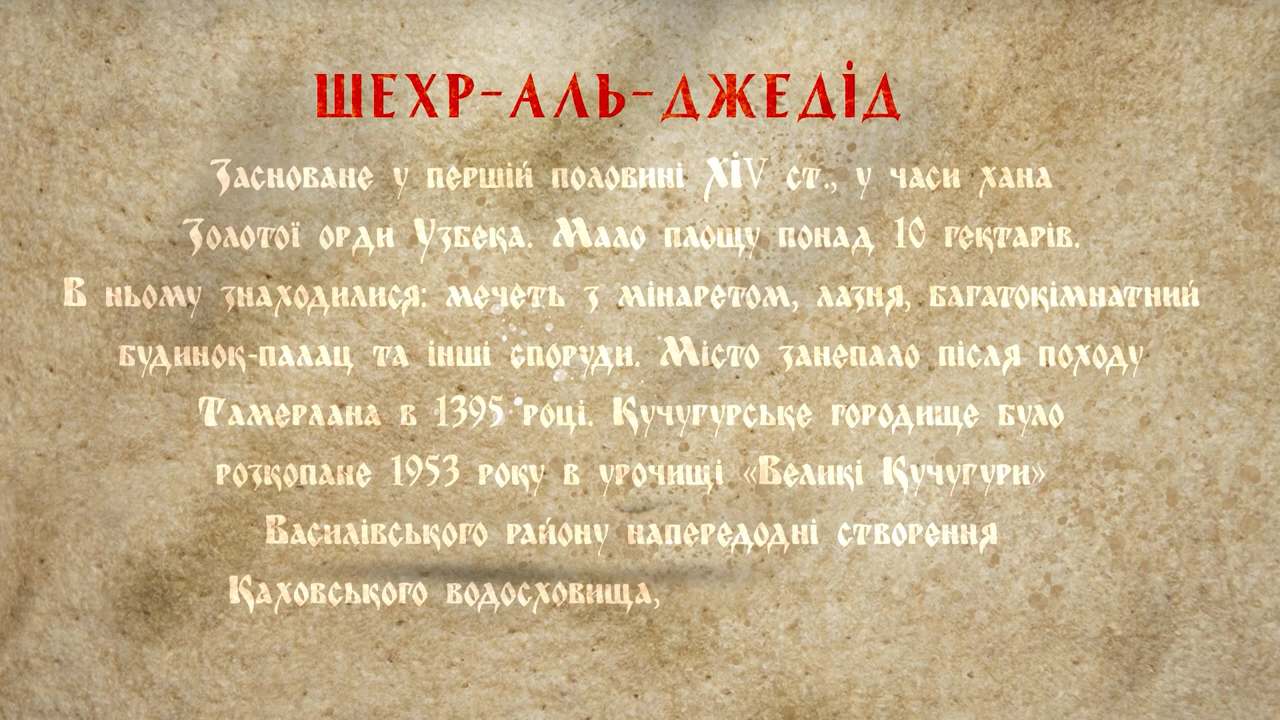 ШЕХР-АЛЬ-ДЖЕДІД
Засноване у першій половині XIV ст., у часи хана
Золотої орди Узбека. Мало площу понад 10 гектарів.
В ньому знаходилися: мечеть з мінаретом, лазня, багатокімнатний
будинок-палац та інші споруди. Місто занепало після походу
Тамерлана в 1395 році. Кучугурське городище було
розкопане 1953 року в урочищі «Великі Кучугури»
Василівського району напередодні створення
Каховського водосховища,